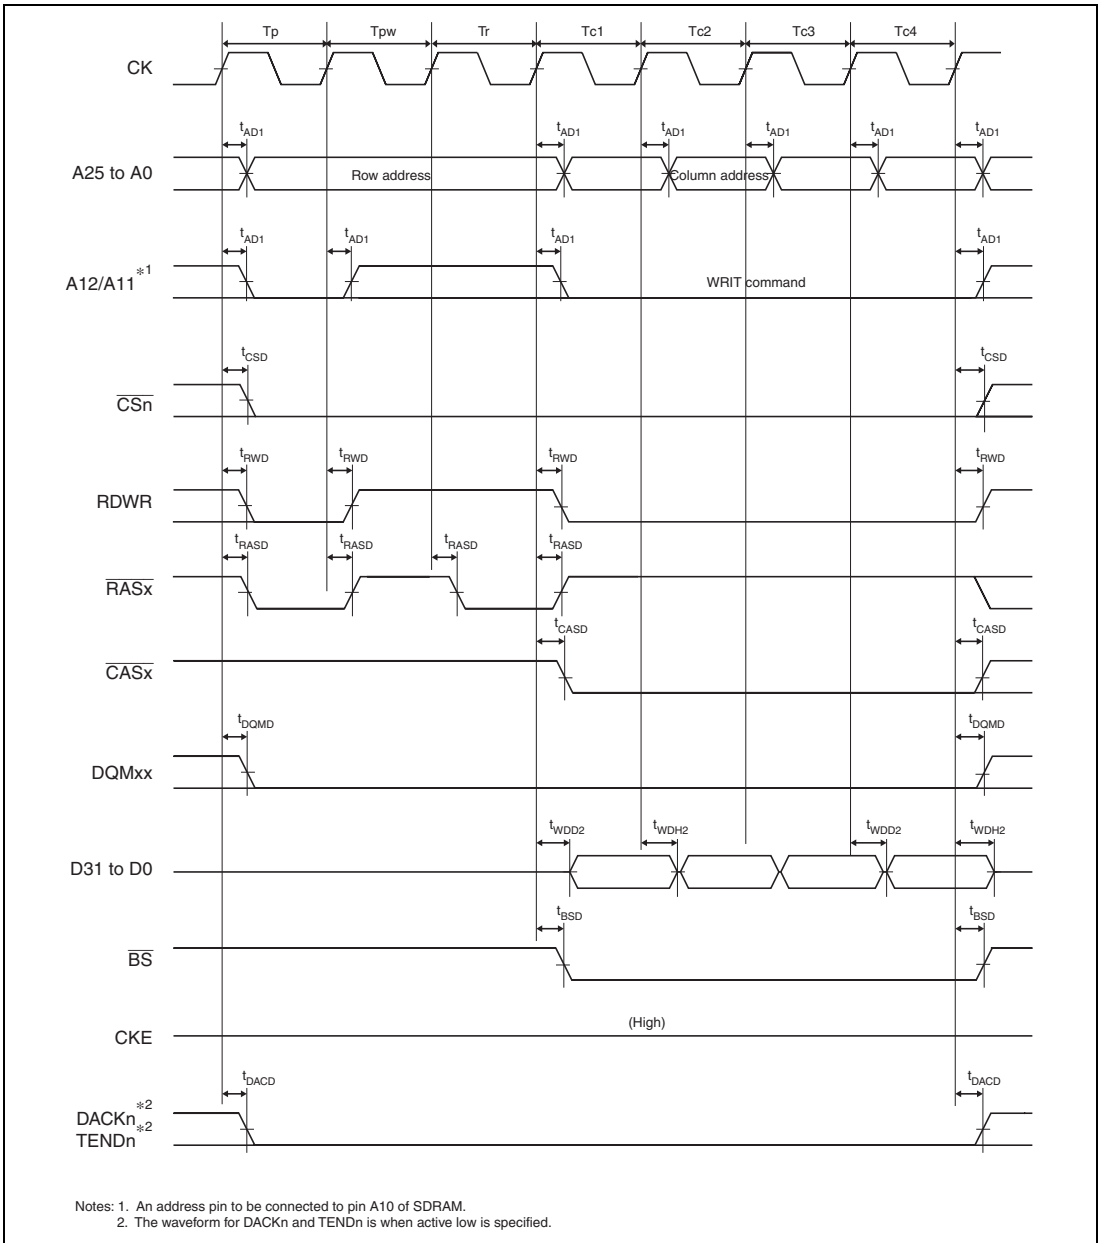 Tp Tpw Tr Tc1 Tc2 Tc3 Tc4
CK
tAD1 tAD1 tAD1 tAD1 tAD1 tAD1
A25 to A0 Row address Column address
tAD1 tAD1 tAD1 tAD1
A12/A11*1 WRIT command
tCSD tCSD
CSn
tRWD tRWD tRWD tRWD
RDWR
tRASD tRASD tRASD tRASD
RASx
tCASD tCASD
CASx
tDQMD tDQMD
DQMxx
tWDD2 tWDH2 tWDD2 tWDH2
D31 to D0
tBSD tBSD
BS
(High)
CKE
tDACD tDACD
DACKn*2
TENDn*2
Notes: 1. An address pin to be connected to pin A10 of SDRAM.
2. The waveform for DACKn and TENDn is when active low is specified.